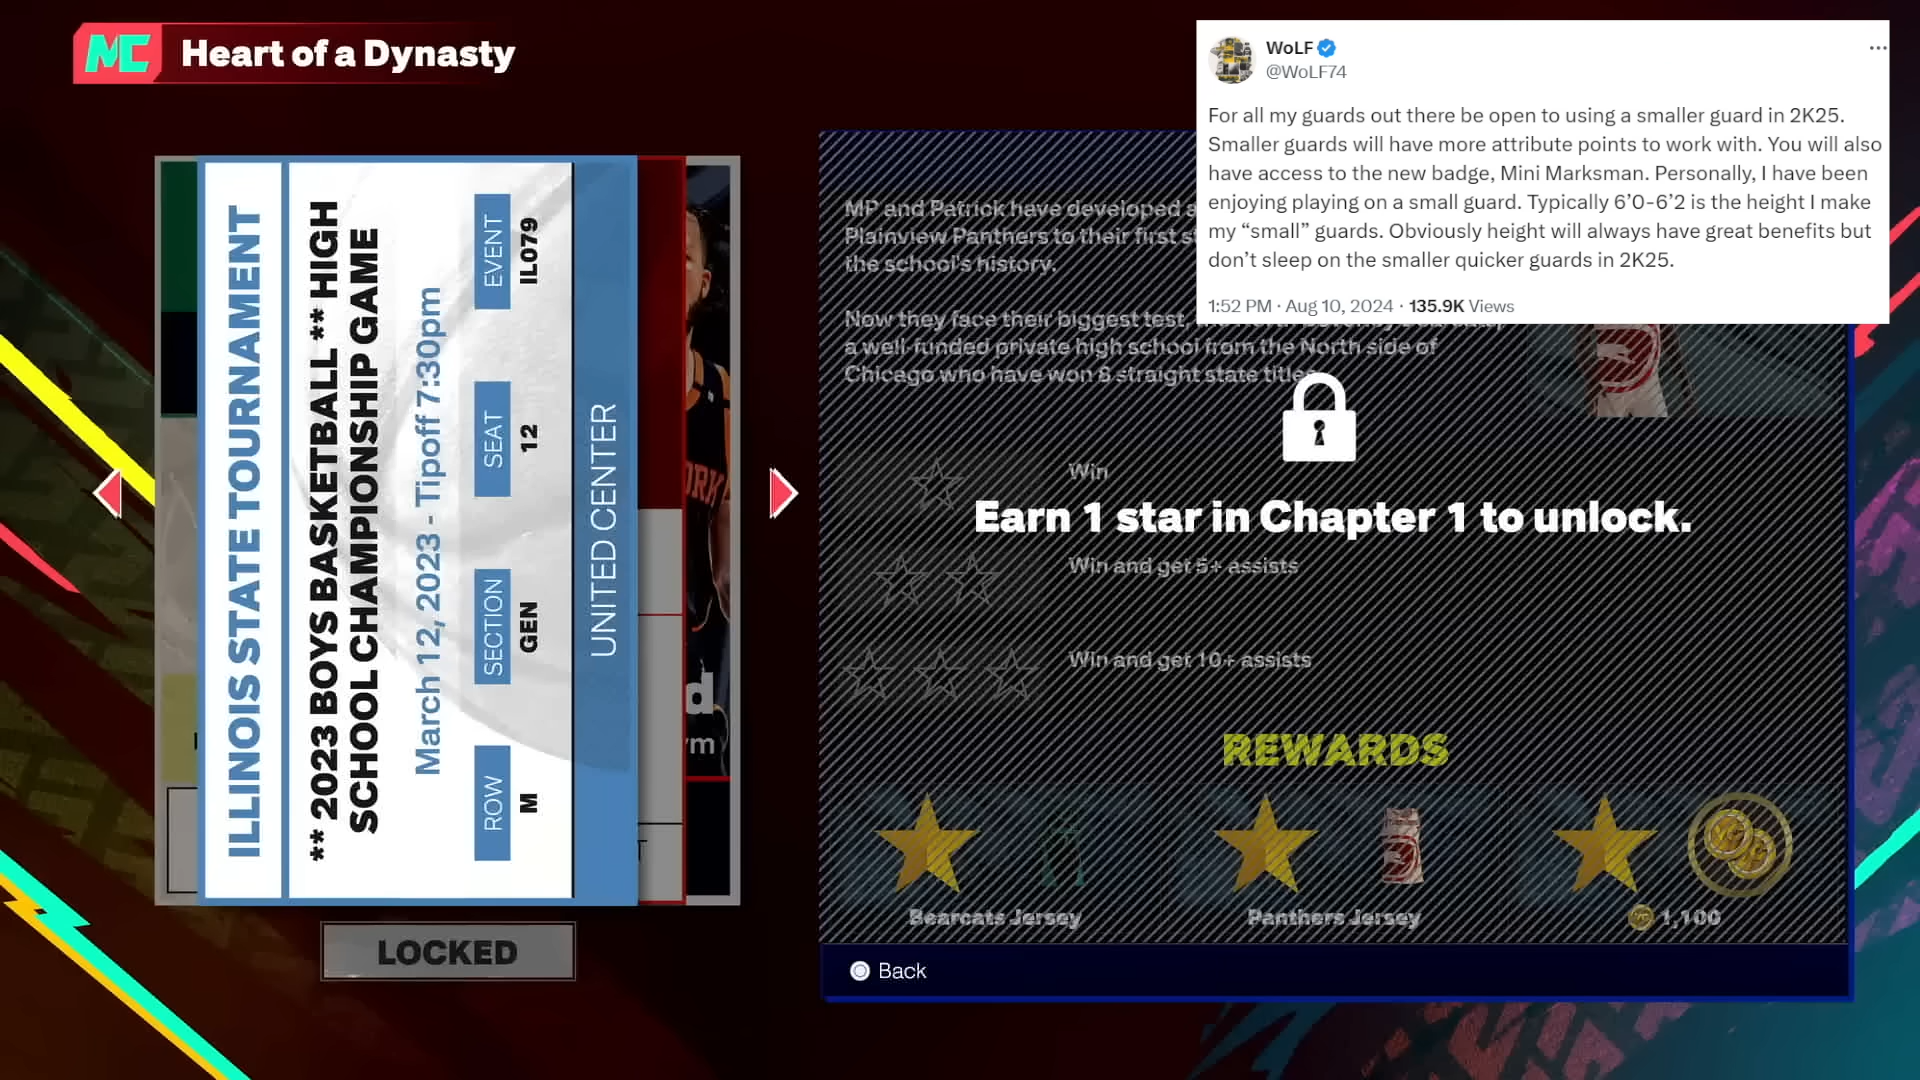 MC Heart of a Dynasty
ILLINOIS STATE TOURNAMENT
** 2023 BOYS BASKETBALL ** HIGH
SCHOOL CHAMPIONSHIP GAME
March 12, 2023 - Tipoff 7:30pm
ROW SECTION SEAT EVENT
M GEN 12 IL079
UNITED CENTER
LOCKED
WoLF
@WoLF74
For all my guards out there be open to using a smaller guard in 2K25.
Smaller guards will have more attribute points to work with. You will also
have access to the new badge, Mini Marksman. Personally, I have been
enjoying playing on a small guard. Typically 6’0-6’2 is the height I make
my “small” guards. Obviously height will always have great benefits but
don’t sleep on the smaller quicker guards in 2K25.
1:52 PM · Aug 10, 2024 · 135.9K Views
MP and Patrick have developed
Plainview Panthers to their first
the school's history.
Now they face their biggest test,
a well-funded private high school from the North side of
Chicago who have won 8 straight state titles
Win
Earn 1 star in Chapter 1 to unlock.
Win and get 5+ assists
Win and get 10+ assists
REWARDS
Bearcats Jersey
Panthers Jersey
1,100
Back